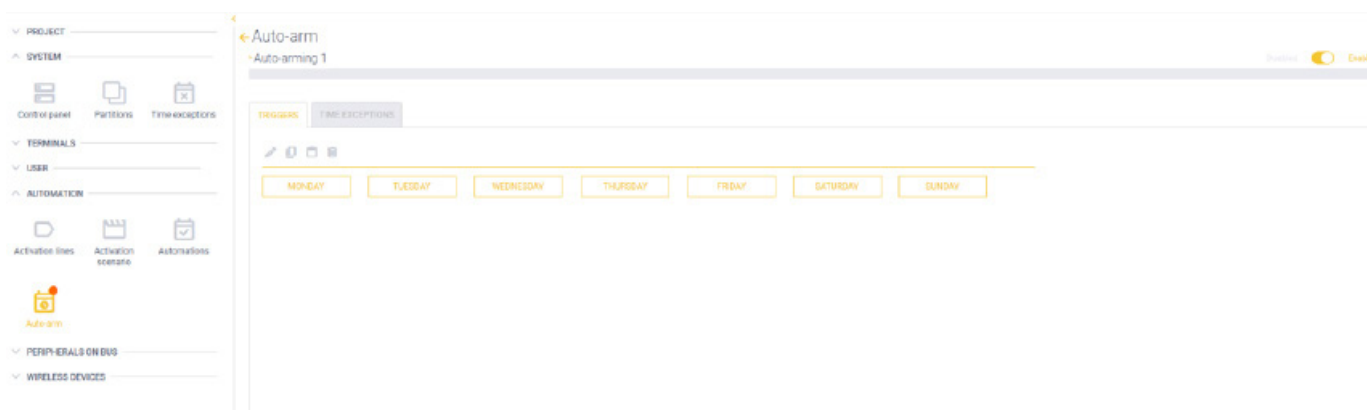 PROJECT
SYSTEM
Control panel
Partitions
Time exceptions
TERMINALS
USER
AUTOMATION
Activation lines
Activation scenario
Automations
Auto arm
PERIPHERALS ON BUS
WIRELESS DEVICES
Auto-arm
Auto-arming 1
Disabled
TRIGGERS
TIME EXCEPTIONS
MONDAY
TUESDAY
WEDNESDAY
THURSDAY
FRIDAY
SATURDAY
SUNDAY